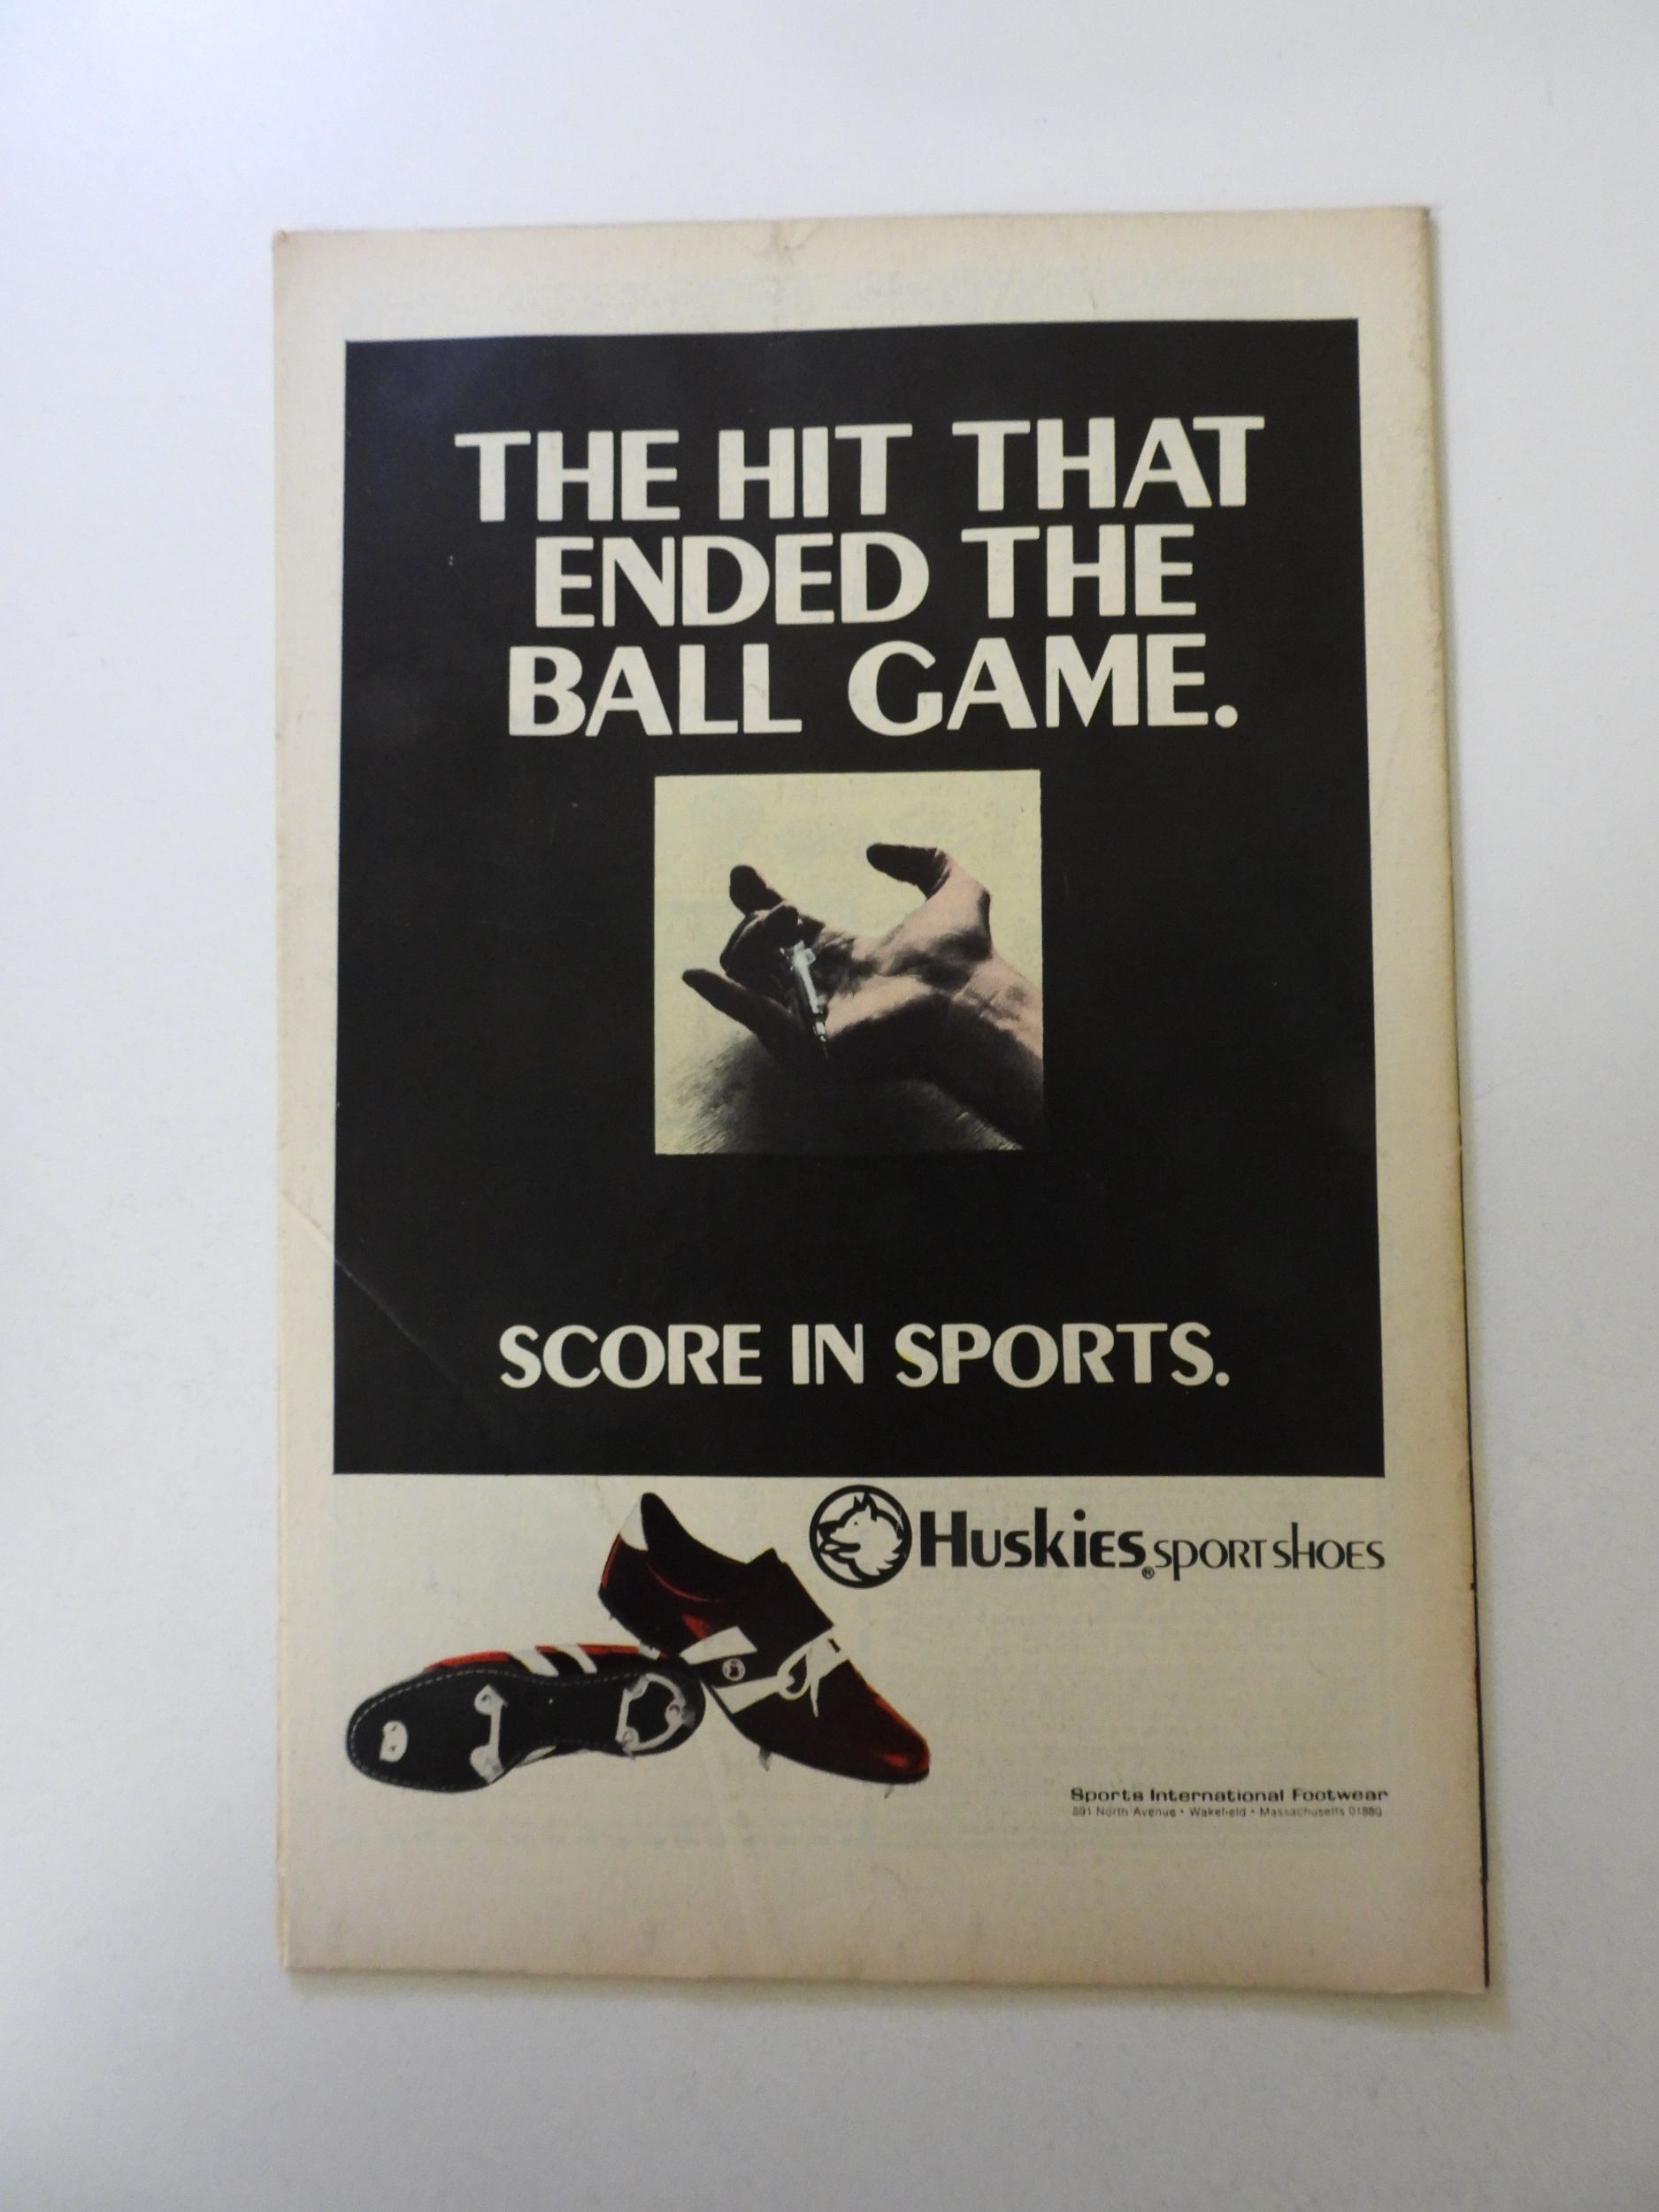 THE HIT THAT
ENDED THE
BALL GAME.
SCORE IN SPORTS.
HUSKIES® SPORT SHOES
Sports International Footwear
591 North Avenue • Wakefield • Massachusetts 01880